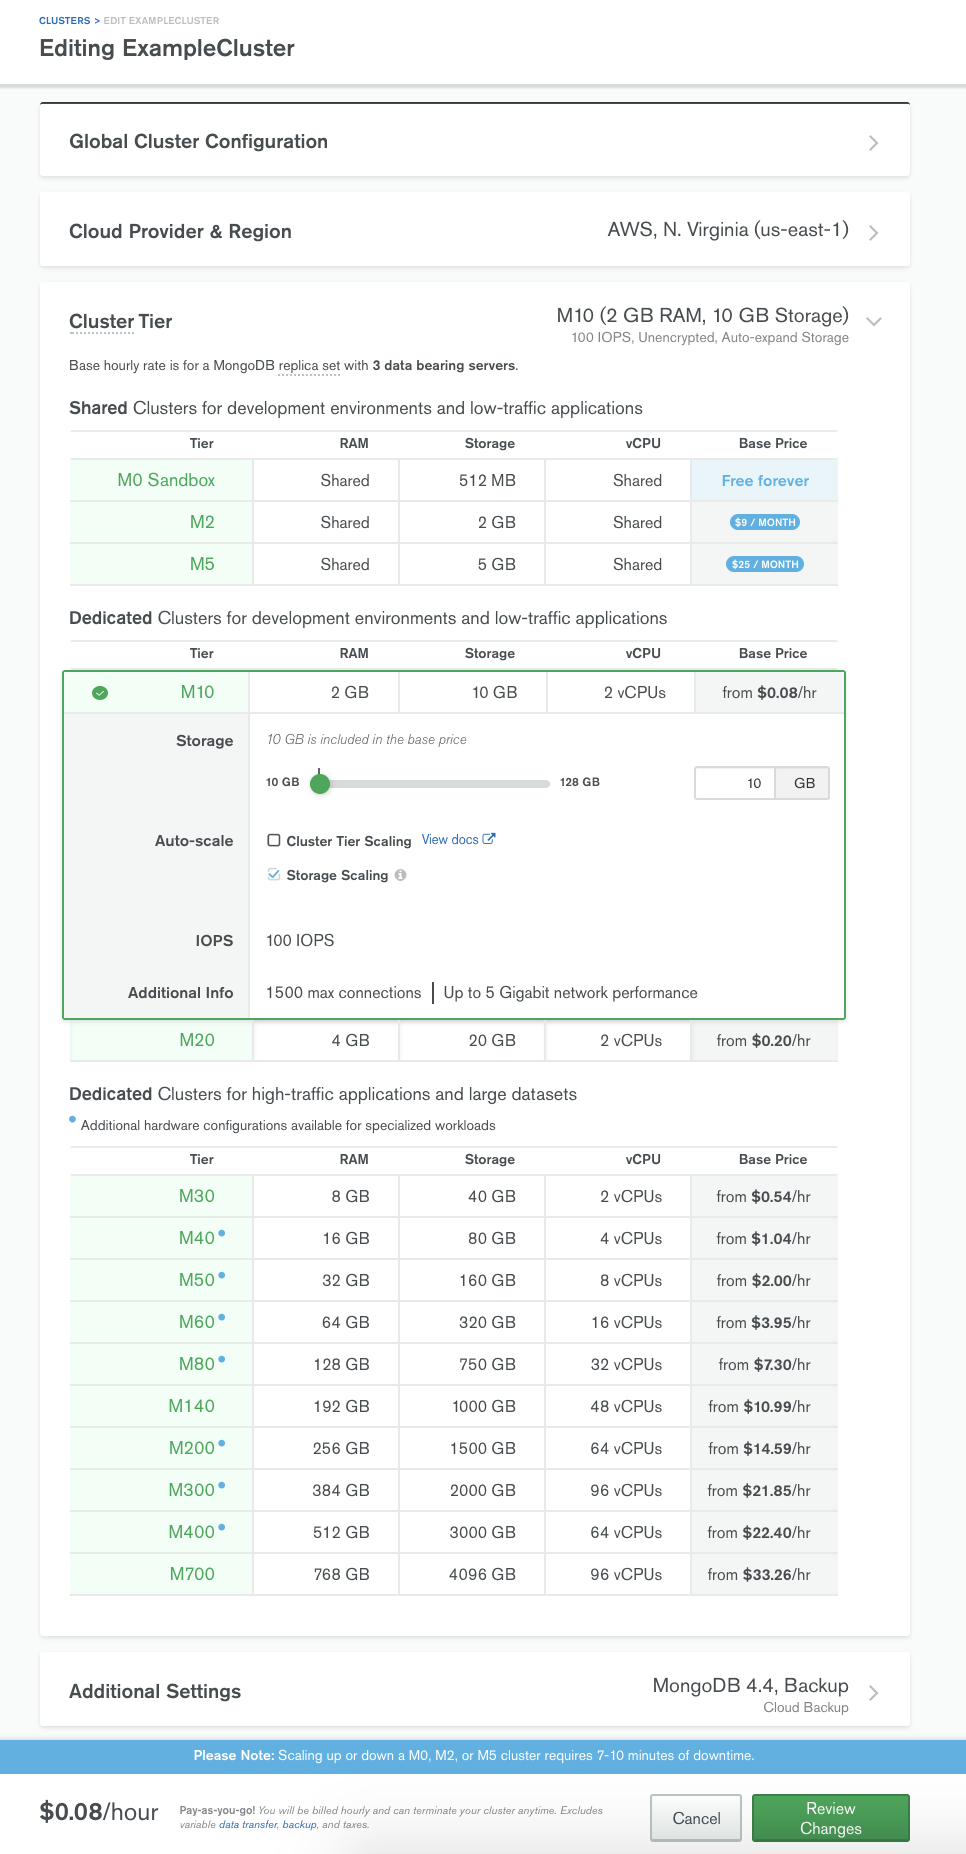 CLUSTERS > EDIT EXAMPLECLUSTER
Editing ExampleCluster
Global Cluster Configuration
Cloud Provider & Region AWS, N. Virginia (us-east-1)
Cluster Tier M10 (2 GB RAM, 10 GB Storage)
100 IOPS, Unencrypted, Auto-expand Storage
Base hourly rate is for a MongoDB replica set with 3 data bearing servers.
Shared Clusters for development environments and low-traffic applications
Tier RAM Storage vCPU Base Price
M0 Sandbox Shared 512 MB Shared Free forever
M2 Shared 2 GB Shared $9 / MONTH
M5 Shared 5 GB Shared $25 / MONTH
Dedicated Clusters for development environments and low-traffic applications
Tier RAM Storage vCPU Base Price
M10 2 GB 10 GB 2 vCPUs from $0.08/hr
Storage 10 GB is included in the base price
10 GB 128 GB 10 GB
Auto-scale Cluster Tier Scaling View docs
Storage Scaling
IOPS 100 IOPS
Additional Info 1500 max connections | Up to 5 Gigabit network performance
M20 4 GB 20 GB 2 vCPUs from $0.20/hr
Dedicated Clusters for high-traffic applications and large datasets
Additional hardware configurations available for specialized workloads
Tier RAM Storage vCPU Base Price
M30 8 GB 40 GB 2 vCPUs from $0.54/hr
M40 16 GB 80 GB 4 vCPUs from $1.04/hr
M50 32 GB 160 GB 8 vCPUs from $2.00/hr
M60 64 GB 320 GB 16 vCPUs from $3.95/hr
M80 128 GB 750 GB 32 vCPUs from $7.30/hr
M140 192 GB 1000 GB 48 vCPUs from $10.99/hr
M200 256 GB 1500 GB 64 vCPUs from $14.59/hr
M300 384 GB 2000 GB 96 vCPUs from $21.85/hr
M400 512 GB 3000 GB 64 vCPUs from $22.40/hr
M700 768 GB 4096 GB 96 vCPUs from $33.26/hr
Additional Settings MongoDB 4.4, Backup
Cloud Backup
Please Note: Scaling up or down a M0, M2, or M5 cluster requires 7-10 minutes of downtime.
$0.08/hour Pay-as-you-go! You will be billed hourly and can terminate your cluster anytime. Excludes
variable data transfer, backup, and taxes.
Cancel
Review
Changes